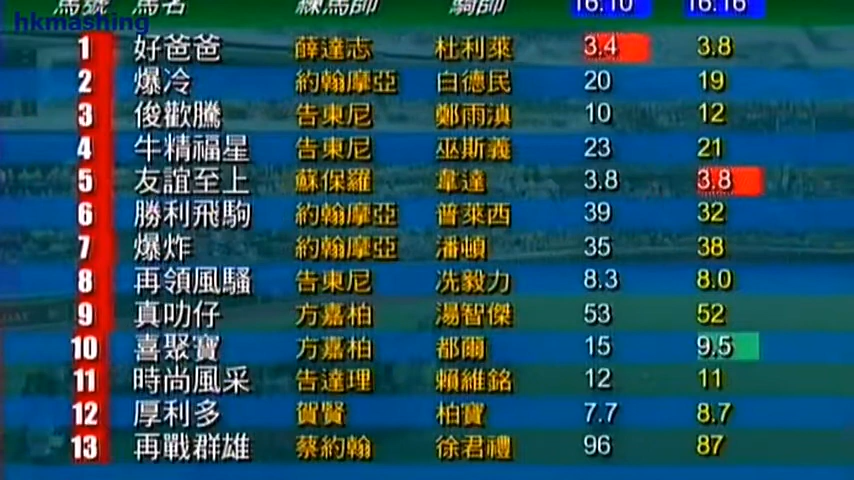 馬號 馬名 練馬師 騎師 16:10 16:16
hkmashing
1 好爸爸 薛達志 杜利萊 3.4 3.8
2 爆冷 約翰摩亞 白德民 20 19
3 俊歡騰 告東尼 鄭雨滇 10 12
4 牛精福星 告東尼 巫斯義 23 21
5 友誼至上 蘇保羅 韋達 3.8 3.8
6 勝利飛駒 約翰摩亞 普萊西 39 32
7 爆炸 約翰摩亞 潘頓 35 38
8 再領風騷 告東尼 冼毅力 8.3 8.0
9 真叻仔 方嘉柏 湯智傑 53 52
10 喜聚寶 方嘉柏 都爾 15 9.5
11 時尚風采 告達理 賴維銘 12 11
12 厚利多 賀賢 柏寶 7.7 8.7
13 再戰群雄 蔡約翰 徐君禮 96 87